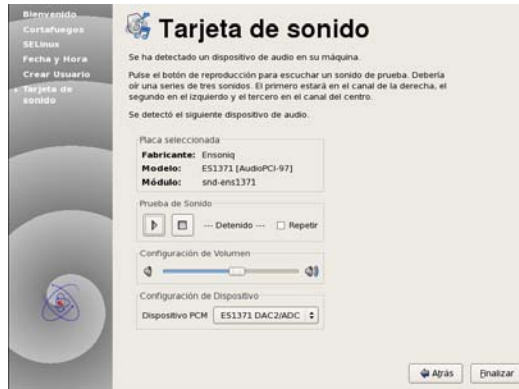 Bienvenido
Cortafuegos
SELinux
Fecha y Hora
Crear Usuario
Tarjeta de
sonido
Tarjeta de sonido
Se ha detectado un dispositivo de audio en su máquina.
Pulse el botón de reproducción para escuchar un sonido de prueba. Debería
oír una series de tres sonidos. El primero estará en el canal de la derecha, el
segundo en el izquierdo y el tercero en el canal del centro.
Se detectó el siguiente dispositivo de audio.
Placa seleccionada
Fabricante: Ensoniq
Modelo: ES1371 [AudioPCI-97]
Módulo: snd-ens1371
Prueba de Sonido
--- Detenido --- Repetir
Configuración de Volumen
Configuración de Dispositivo
Dispositivo PCM ES1371 DAC2/ADC
Atrás Finalizar